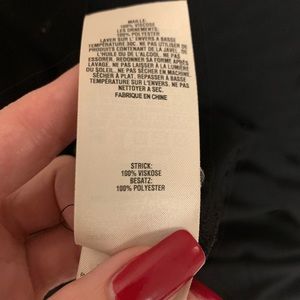 MAILLE:
100% VISCOSE
LES ORNEMENTS:
100% POLYESTER
LAVER SUR L' ENVERS A BASSE
TEMPÉRATURE 30C. NE PAS UTILISER DE
PRODUITS CONTENANT DE LA JAVEL, DE
L'HUILE OU DE L'ALCOOL. NE PAS
ESSORER, REDONNER SA FORME APRÈS
LAVAGE. NE PAS LAISSER À LA LUMIÈRE
DU SOLEIL. NE PAS SÉCHER EN MACHINE.
SÉCHER À PLAT. REPASSER À BASSE
TEMPÉRATURE SUR L'ENVERS. NE PAS
NETTOYER A SEC.
FABRIQUÉ EN CHINE
STRICK:
100% VISKOSE
BESATZ:
100% POLYESTER